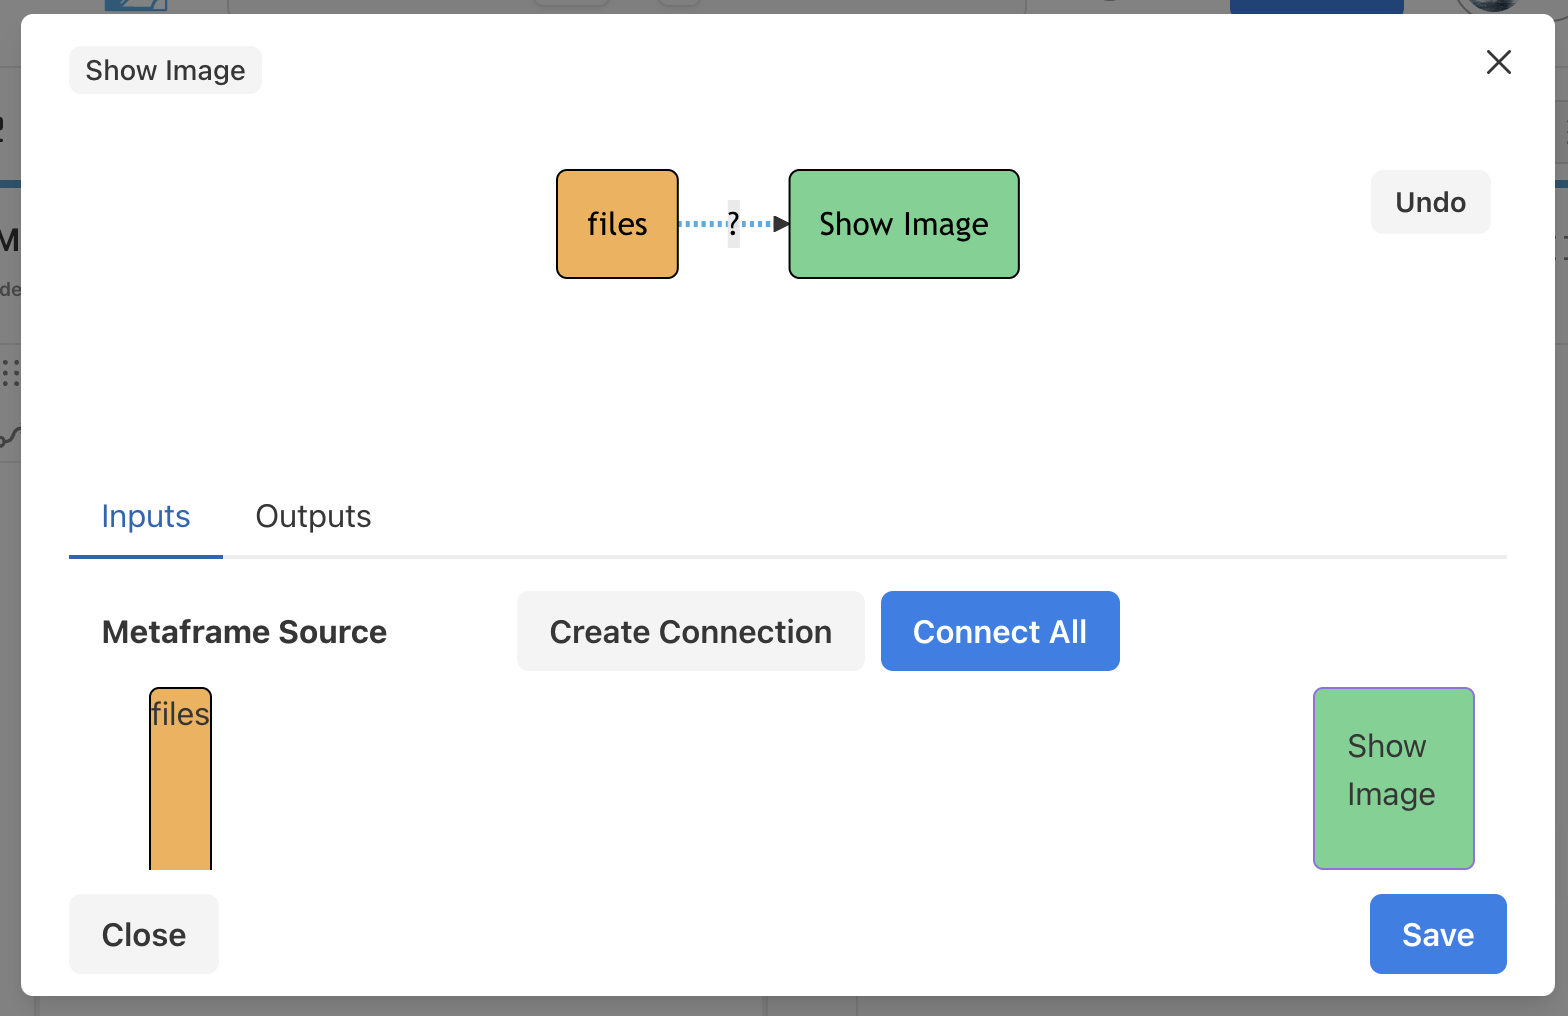 Show Image
files
?
Show Image
Undo
Inputs
Outputs
Metaframe Source
Create Connection
Connect All
files
Show
Image
Close
Save
M
de